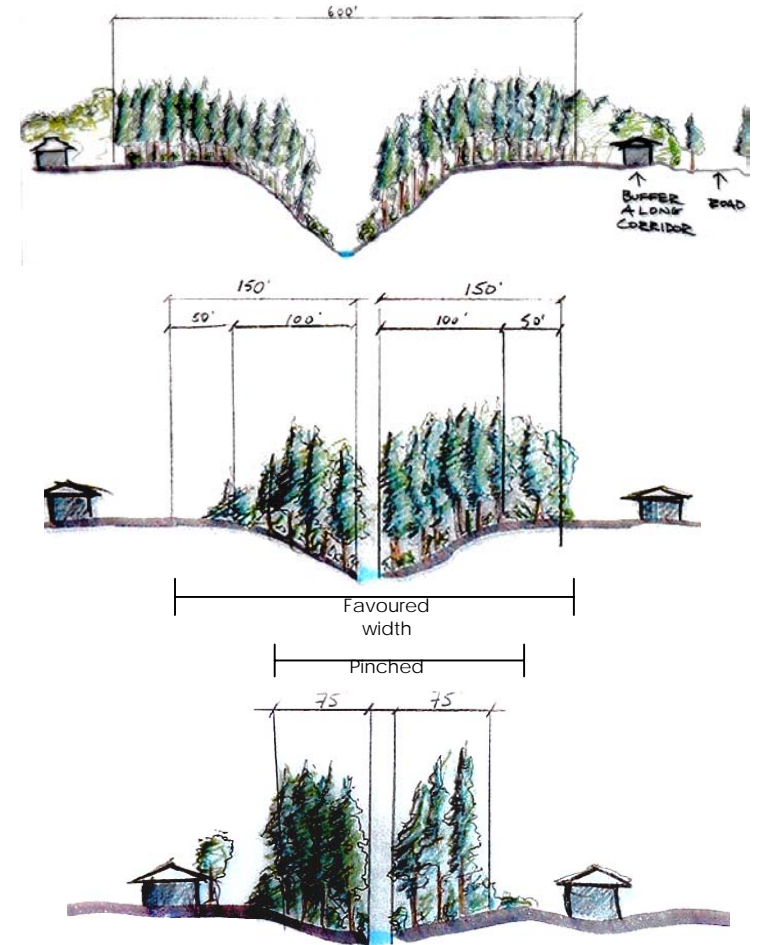 600'
BUFFER
ALONG
CORRIDOR
ROAD
150' 150'
50' 100' 100' 50'
Favoured
width
Pinched
75' 75'